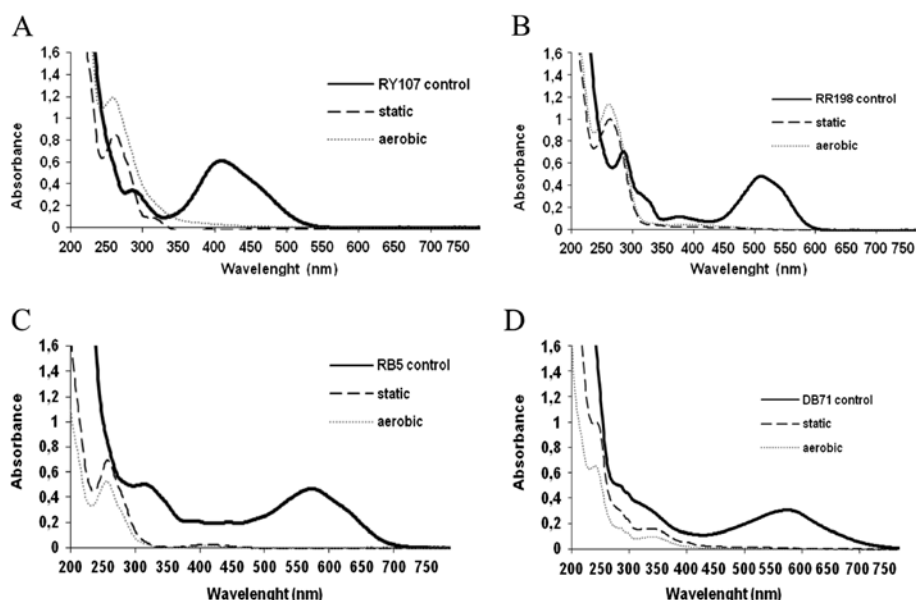 A
Absorbance
1,6
1,4
1,2
1
0,8
0,6
0,4
0,2
0
RY107 control
static
aerobic
200 250 300 350 400 450 500 550 600 650 700 750
Wavelenght (nm)
B
Absorbance
1,6
1,4
1,2
1
0,8
0,6
0,4
0,2
0
RR198 control
static
aerobic
200 250 300 350 400 450 500 550 600 650 700 750
Wavelenght (nm)
C
Absorbance
1,6
1,4
1,2
1
0,8
0,6
0,4
0,2
0
RB5 control
static
aerobic
200 250 300 350 400 450 500 550 600 650 700 750
Wavelenght (nm)
D
Absorbance
1,6
1,4
1,2
1
0,8
0,6
0,4
0,2
0
DB71 control
static
aerobic
200 250 300 350 400 450 500 550 600 650 700 750
Wavelenght (nm)